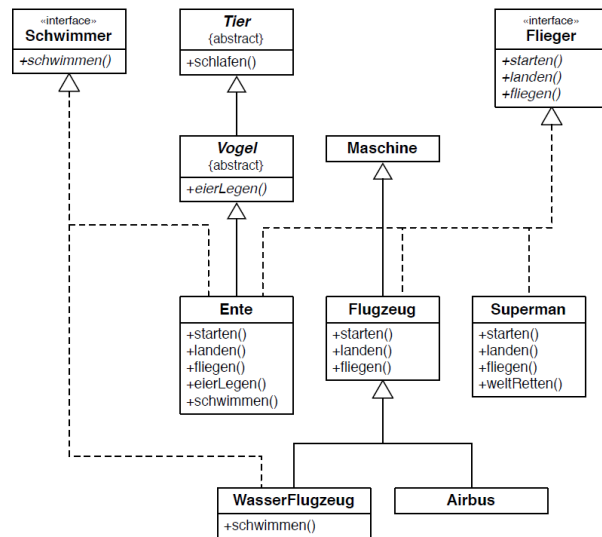 «interface»
Schwimmer
+schwimmen()
Tier
{abstract}
+schlafen()
«interface»
Flieger
+starten()
+landen()
+fliegen()
Vogel
{abstract}
+eierLegen()
Maschine
Ente
+starten()
+landen()
+fliegen()
+eierLegen()
+schwimmen()
Flugzeug
+starten()
+landen()
+fliegen()
Superman
+starten()
+landen()
+fliegen()
+weltRetten()
WasserFlugzeug
+schwimmen()
Airbus